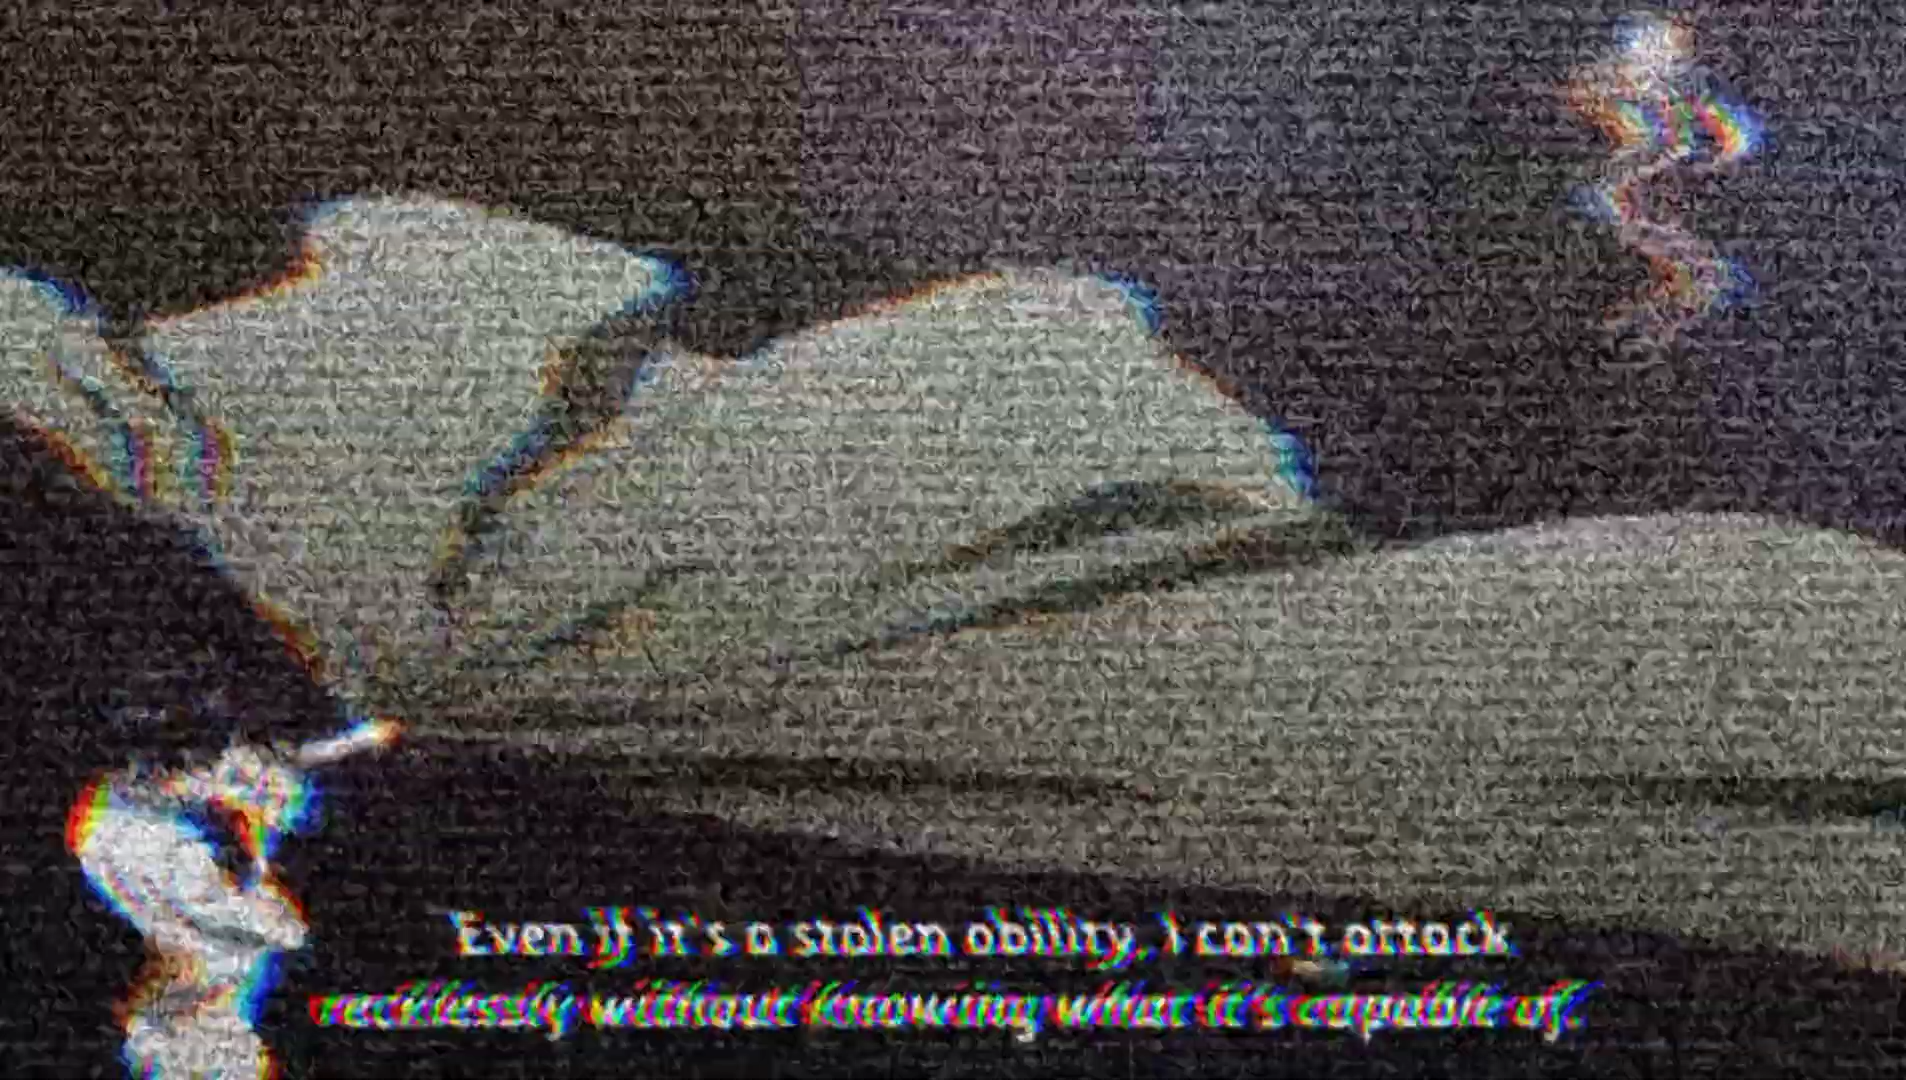 Even if it's a stolen ability, I can't attack
recklessly without knowing what it's capable of.